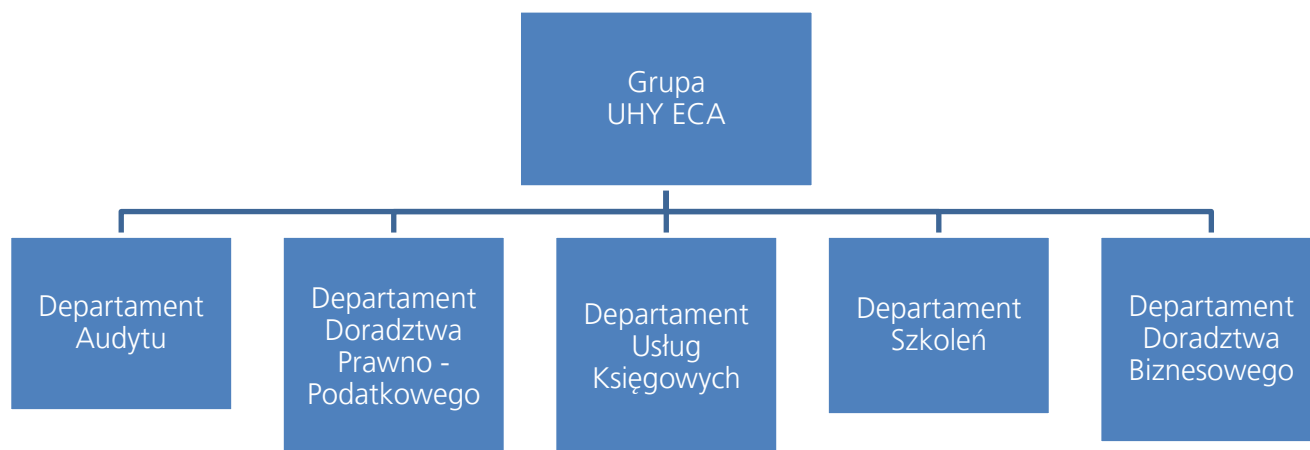 Grupa
UHY ECA
Departament
Audytu
Departament
Doradztwa
Prawno -
Podatkowego
Departament
Usług
Księgowych
Departament
Szkoleń
Departament
Doradztwa
Biznesowego